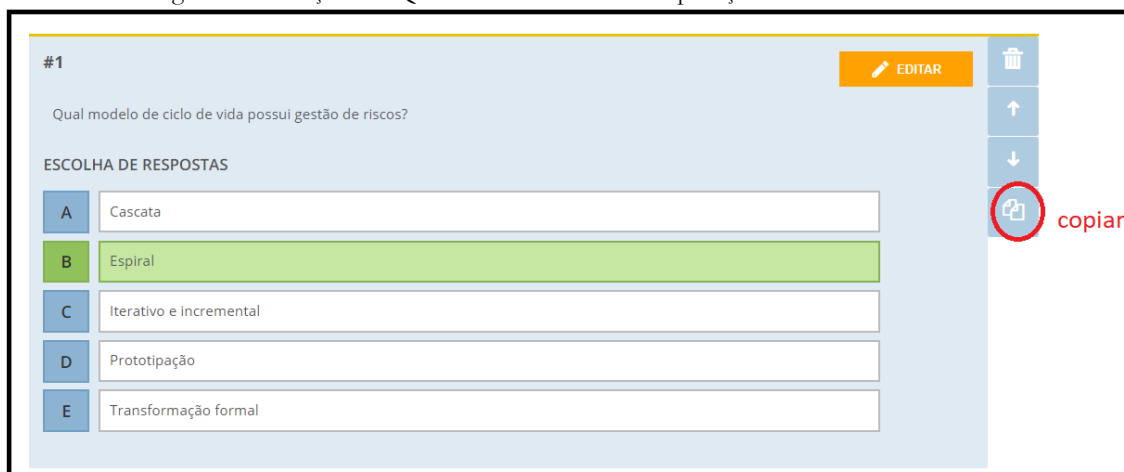 #1
EDITAR
Qual modelo de ciclo de vida possui gestão de riscos?
ESCOLHA DE RESPOSTAS
A Cascata
B Espiral
copiar
C Iterativo e incremental
D Prototipação
E Transformação formal